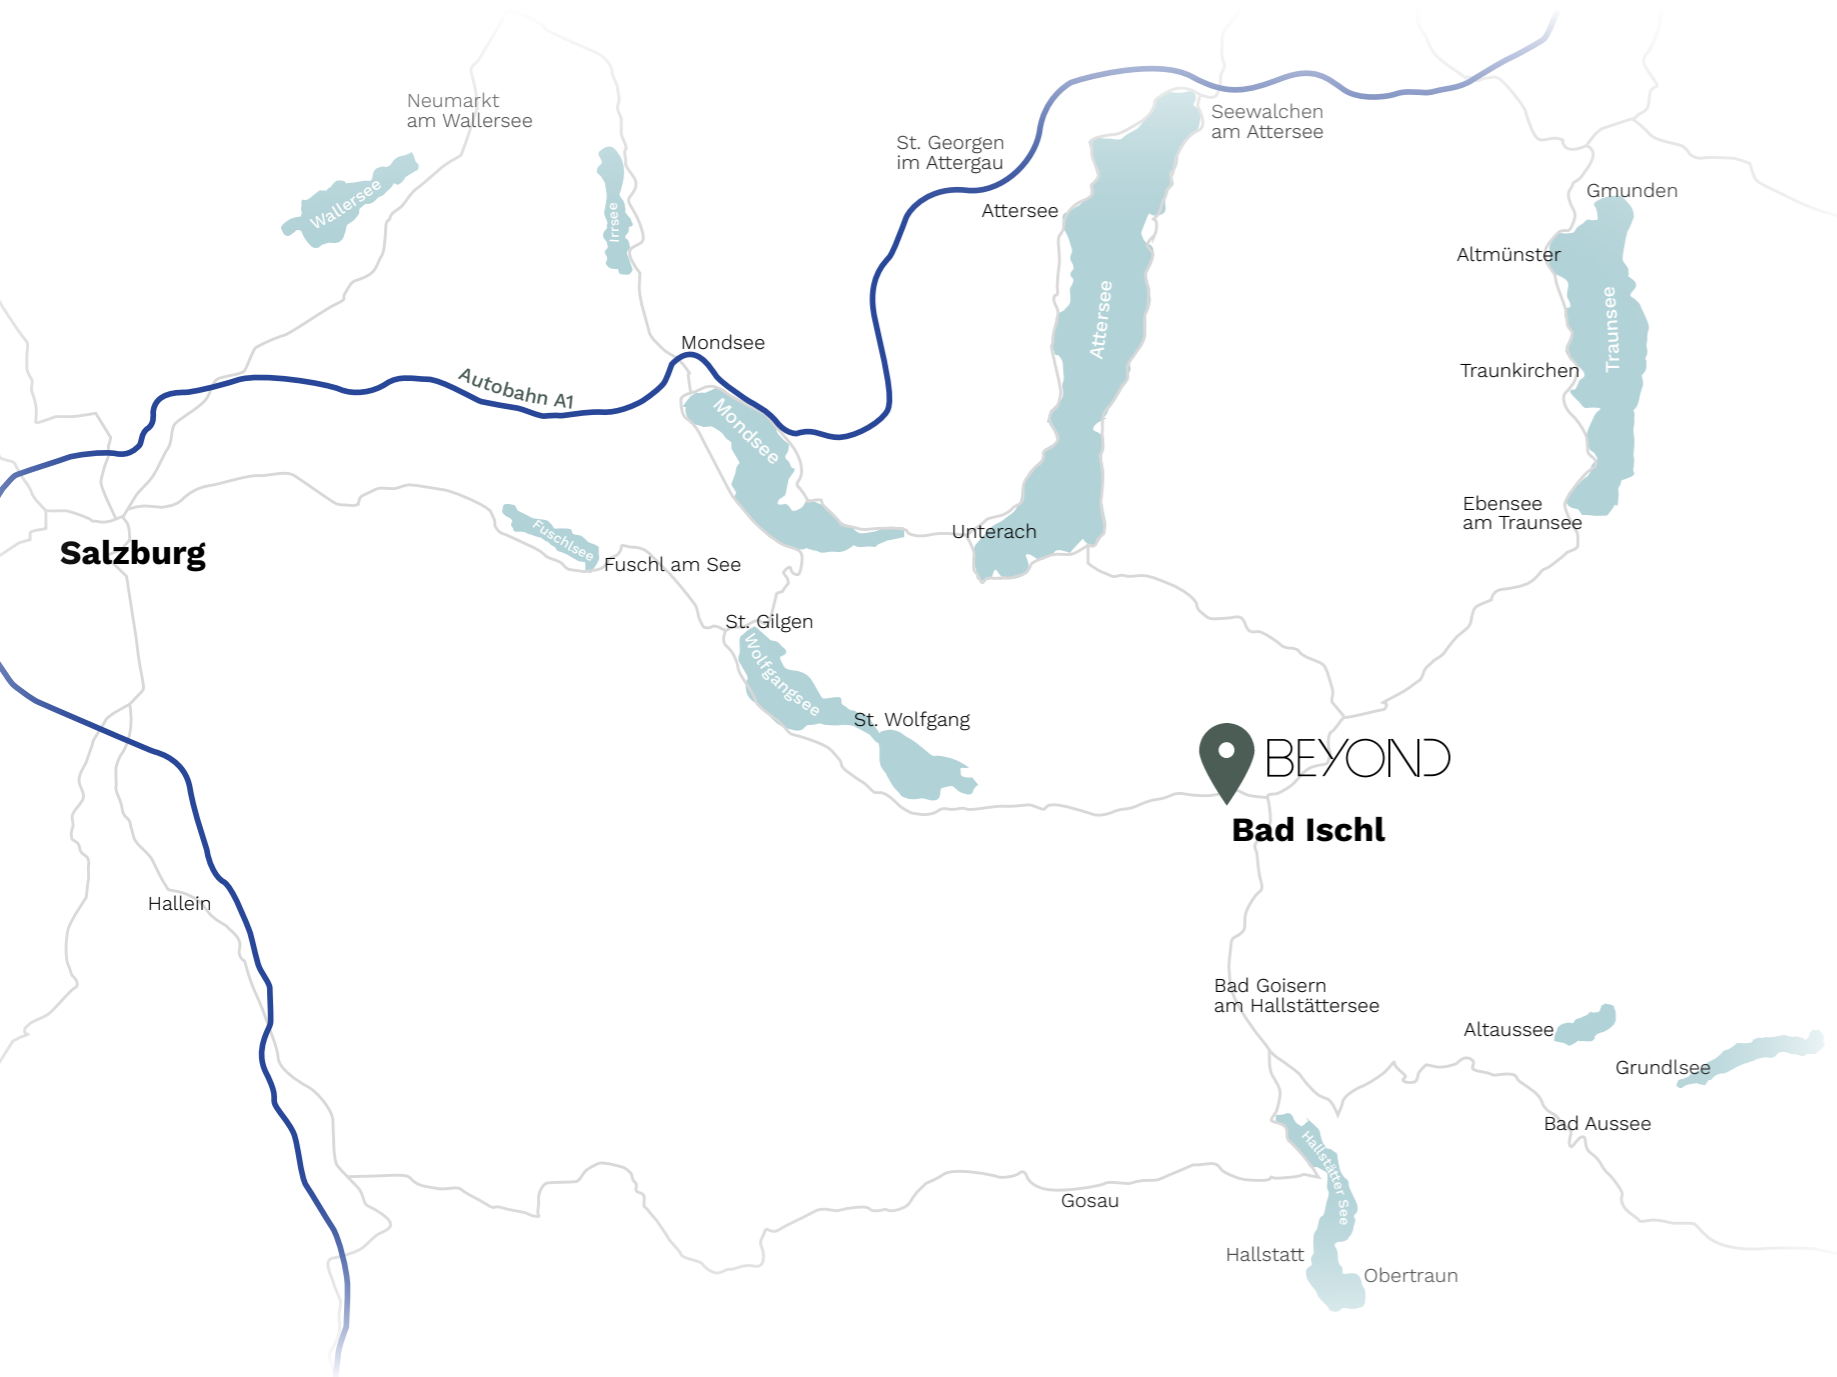 Neumarkt
am Wallersee
Seewalchen
am Attersee
St. Georgen
im Attergau
Gmunden
Wallersee
Irrsee
Attersee
Altmünster
Attersee
Traunsee
Mondsee
Traunkirchen
Autobahn A1
Mondsee
Ebensee
am Traunsee
Unterach
Fuschlsee
Salzburg
Fuschl am See
St. Gilgen
Wolfgangsee
St. Wolfgang
BEYOND
Bad Ischl
Hallein
Bad Goisern
am Hallstättersee
Altaussee
Grundlsee
Bad Aussee
Hallstätter See
Gosau
Hallstatt
Obertraun